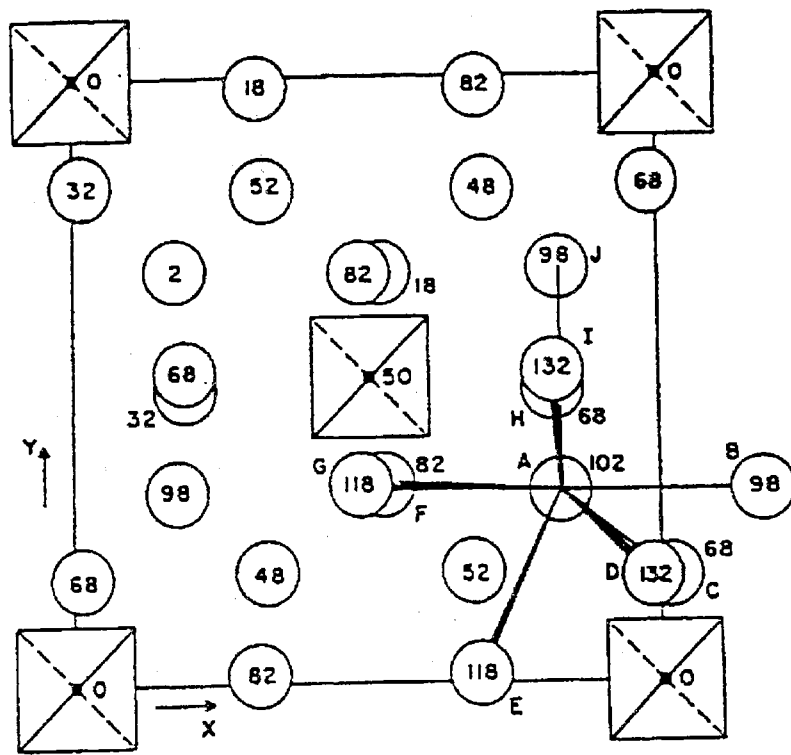 0 18 82 0
32 52 48 68
2 82 18 98 J
68 50 132 I
32 H 68
Y 98 G 118 82 F A 102 B 98
68 48 52 D 132 68 C
0 82 118 E 0
X